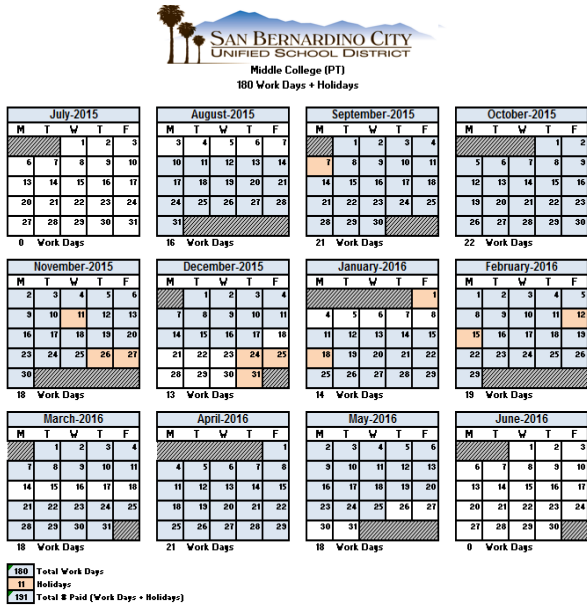 SAN BERNARDINO CITY
UNIFIED SCHOOL DISTRICT
Middle College (PT)
180 Work Days + Holidays
July-2015
M T W T F
1 2 3
6 7 8 9 10
13 14 15 16 17
20 21 22 23 24
27 28 29 30 31
0 Work Days
August-2015
M T W T F
3 4 5 6 7
10 11 12 13 14
17 18 19 20 21
24 25 26 27 28
31
16 Work Days
September-2015
M T W T F
1 2 3 4
7 8 9 10 11
14 15 16 17 18
21 22 23 24 25
28 29 30
21 Work Days
October-2015
M T W T F
1 2
5 6 7 8 9
12 13 14 15 16
19 20 21 22 23
26 27 28 29 30
22 Work Days
November-2015
M T W T F
2 3 4 5 6
9 10 11 12 13
16 17 18 19 20
23 24 25 26 27
30
18 Work Days
December-2015
M T W T F
1 2 3 4
7 8 9 10 11
14 15 16 17 18
21 22 23 24 25
28 29 30 31
13 Work Days
January-2016
M T W T F
1
4 5 6 7 8
11 12 13 14 15
18 19 20 21 22
25 26 27 28 29
14 Work Days
February-2016
M T W T F
1 2 3 4 5
8 9 10 11 12
15 16 17 18 19
22 23 24 25 26
29
19 Work Days
March-2016
M T W T F
1 2 3 4
7 8 9 10 11
14 15 16 17 18
21 22 23 24 25
28 29 30 31
18 Work Days
April-2016
M T W T F
1
4 5 6 7 8
11 12 13 14 15
18 19 20 21 22
25 26 27 28 29
21 Work Days
May-2016
M T W T F
2 3 4 5 6
9 10 11 12 13
16 17 18 19 20
23 24 25 26 27
30 31
18 Work Days
June-2016
M T W T F
1 2 3
6 7 8 9 10
13 14 15 16 17
20 21 22 23 24
27 28 29 30
0 Work Days
180 Total Work Days
11 Holidays
191 Total # Paid (Work Days + Holidays)